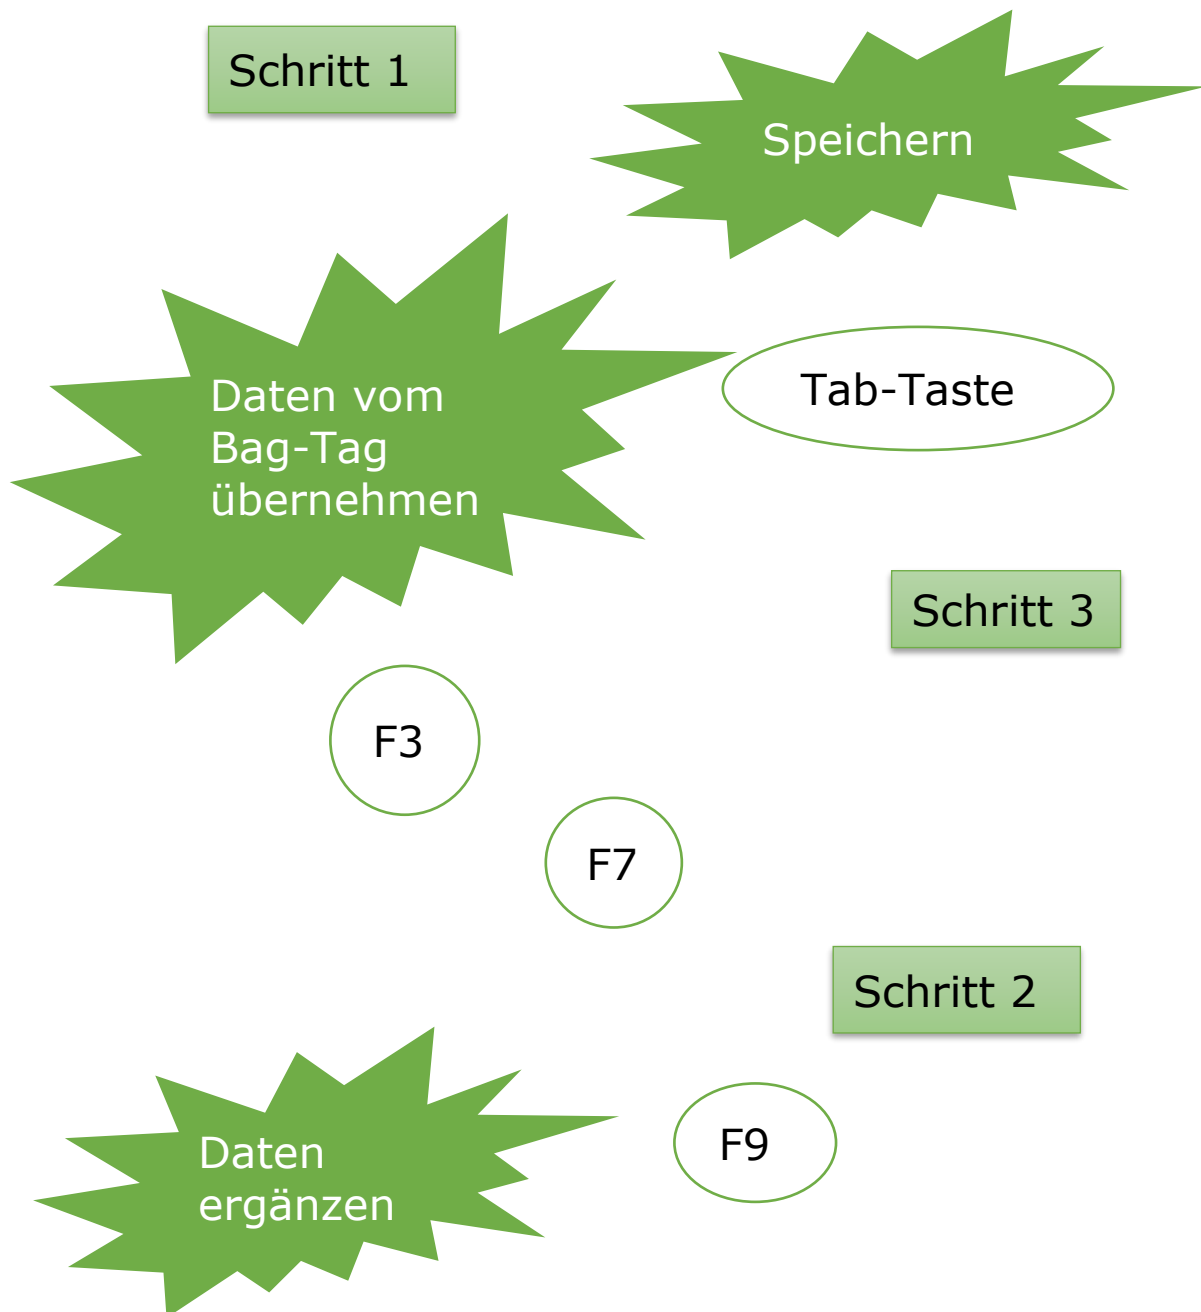 Schritt 1
Speichern
Daten vom
Bag-Tag
übernehmen
Tab-Taste
Schritt 3
F3
F7
Schritt 2
Daten
ergänzen
F9